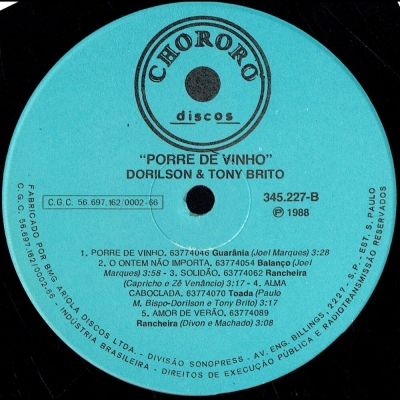 CHORORO
discos
"PORRE DE VINHO"
DORILSON & TONY BRITO
C.G.C. 56.697.162/0002-66
345.227-B
Ⓟ 1988
1. PORRE DE VINHO, 63774046 Guarânia (Joel Marques) 3:28
2. O ONTEM NÃO IMPORTA, 63774054 Balanço (Joel
Marques) 3:58 - 3. SOLIDÃO, 63774062 Rancheira
(Capricho e Zé Venâncio) 3:17 - 4. ALMA
CABOCLADA, 63774070 Toada (Paulo
M. Bispo-Dorilson e Tony Brito) 3:17
5. AMOR DE VERÃO, 63774089
Rancheira (Divon e Machado) 3:08
FABRICADO POR BMG ARIOLA DISCOS LTDA. - DIVISÃO SONOPRESS - AV. ENG. BILLINGS, 2227 - S.P. - EST. S. PAULO
C.G.C. 56.697.162/0002-66 - INDÚSTRIA BRASILEIRA - DIREITOS DE EXECUÇÃO PÚBLICA E RADIOTRANSMISSÃO RESERVADOS